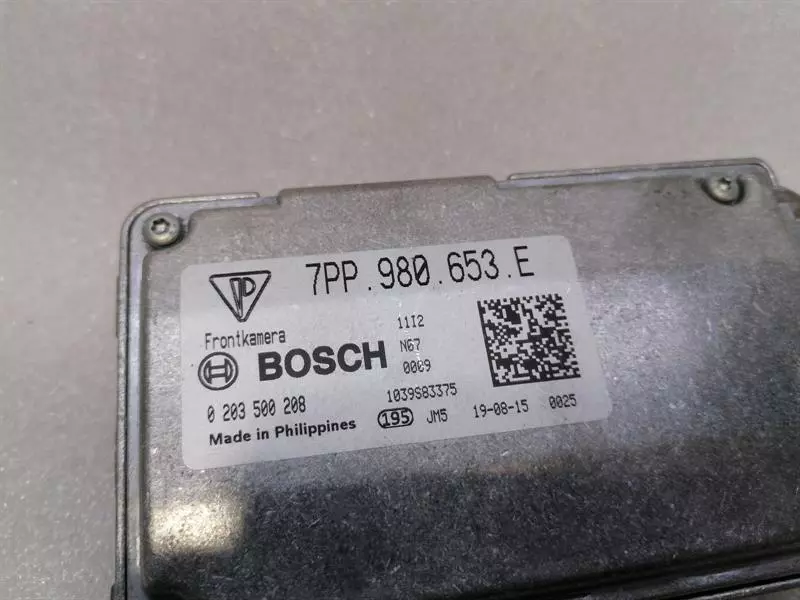 7PP.980.653.E
Frontkamera
BOSCH
11I2
N67
0009
0 203 500 208
1039S83375
Made in Philippines
195 JM5 19-08-15 0025